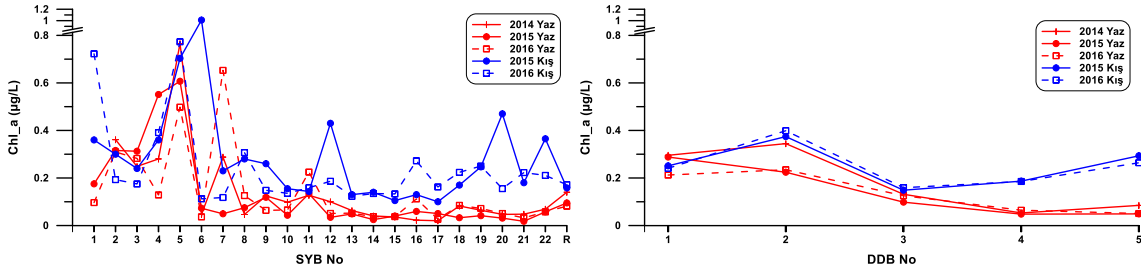 1.2
1
0.8
0.6
0.4
0.2
0
Chl_a (µg/L)
1 2 3 4 5 6 7 8 9 10 11 12 13 14 15 16 17 18 19 20 21 22 R
SYB No
2014 Yaz
2015 Yaz
2016 Yaz
2015 Kış
2016 Kış
1.2
1
0.8
0.6
0.4
0.2
0
Chl_a (µg/L)
1 2 3 4 5
DDB No
2014 Yaz
2015 Yaz
2016 Yaz
2015 Kış
2016 Kış